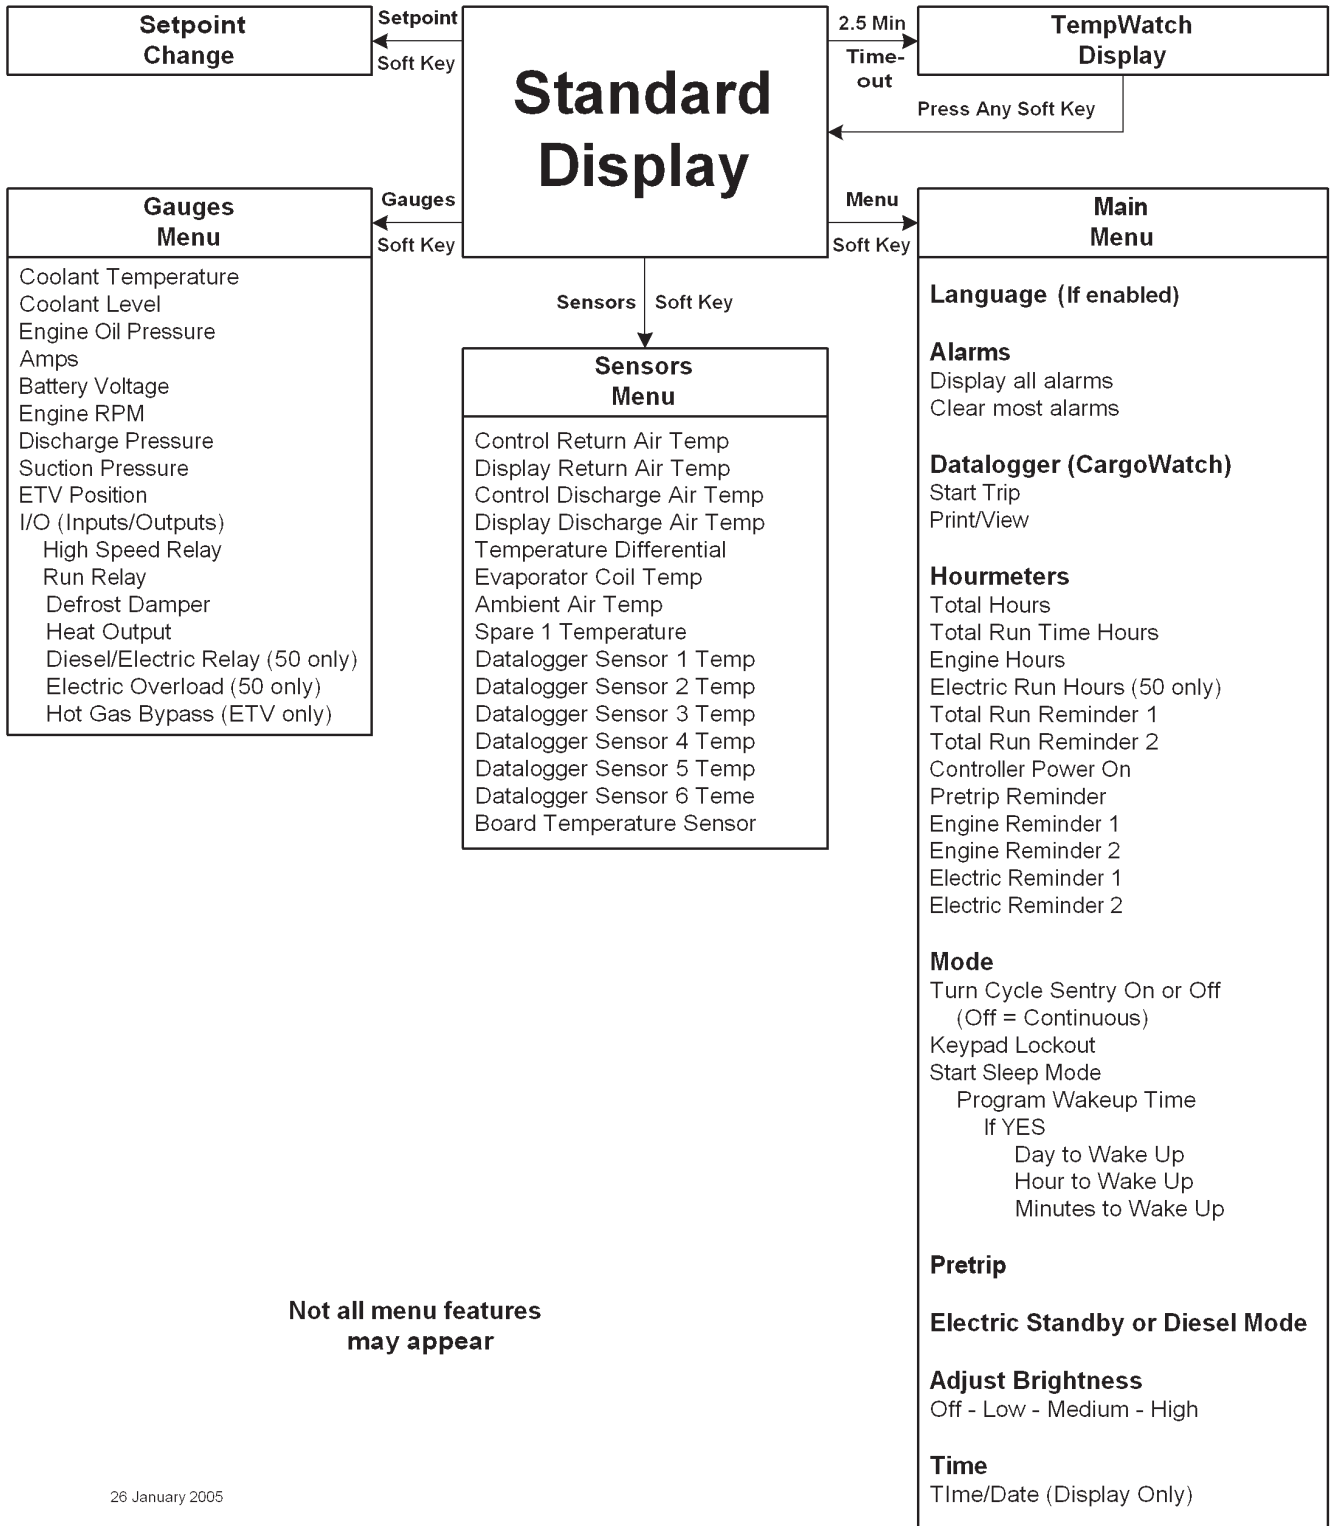 Setpoint
Change
Setpoint
Soft Key
Standard
Display
2.5 Min
Time-
out
TempWatch
Display
Press Any Soft Key
Gauges
Menu
Gauges
Soft Key
Menu
Soft Key
Main
Menu
Coolant Temperature
Coolant Level
Engine Oil Pressure
Amps
Battery Voltage
Engine RPM
Discharge Pressure
Suction Pressure
ETV Position
I/O (Inputs/Outputs)
High Speed Relay
Run Relay
Defrost Damper
Heat Output
Diesel/Electric Relay (50 only)
Electric Overload (50 only)
Hot Gas Bypass (ETV only)
Sensors Soft Key
Sensors
Menu
Control Return Air Temp
Display Return Air Temp
Control Discharge Air Temp
Display Discharge Air Temp
Temperature Differential
Evaporator Coil Temp
Ambient Air Temp
Spare 1 Temperature
Datalogger Sensor 1 Temp
Datalogger Sensor 2 Temp
Datalogger Sensor 3 Temp
Datalogger Sensor 4 Temp
Datalogger Sensor 5 Temp
Datalogger Sensor 6 Teme
Board Temperature Sensor
Language (If enabled)
Alarms
Display all alarms
Clear most alarms
Datalogger (CargoWatch)
Start Trip
Print/View
Hourmeters
Total Hours
Total Run Time Hours
Engine Hours
Electric Run Hours (50 only)
Total Run Reminder 1
Total Run Reminder 2
Controller Power On
Pretrip Reminder
Engine Reminder 1
Engine Reminder 2
Electric Reminder 1
Electric Reminder 2
Mode
Turn Cycle Sentry On or Off
(Off = Continuous)
Keypad Lockout
Start Sleep Mode
Program Wakeup Time
If YES
Day to Wake Up
Hour to Wake Up
Minutes to Wake Up
Pretrip
Electric Standby or Diesel Mode
Adjust Brightness
Off - Low - Medium - High
Time
TIme/Date (Display Only)
Not all menu features
may appear
26 January 2005